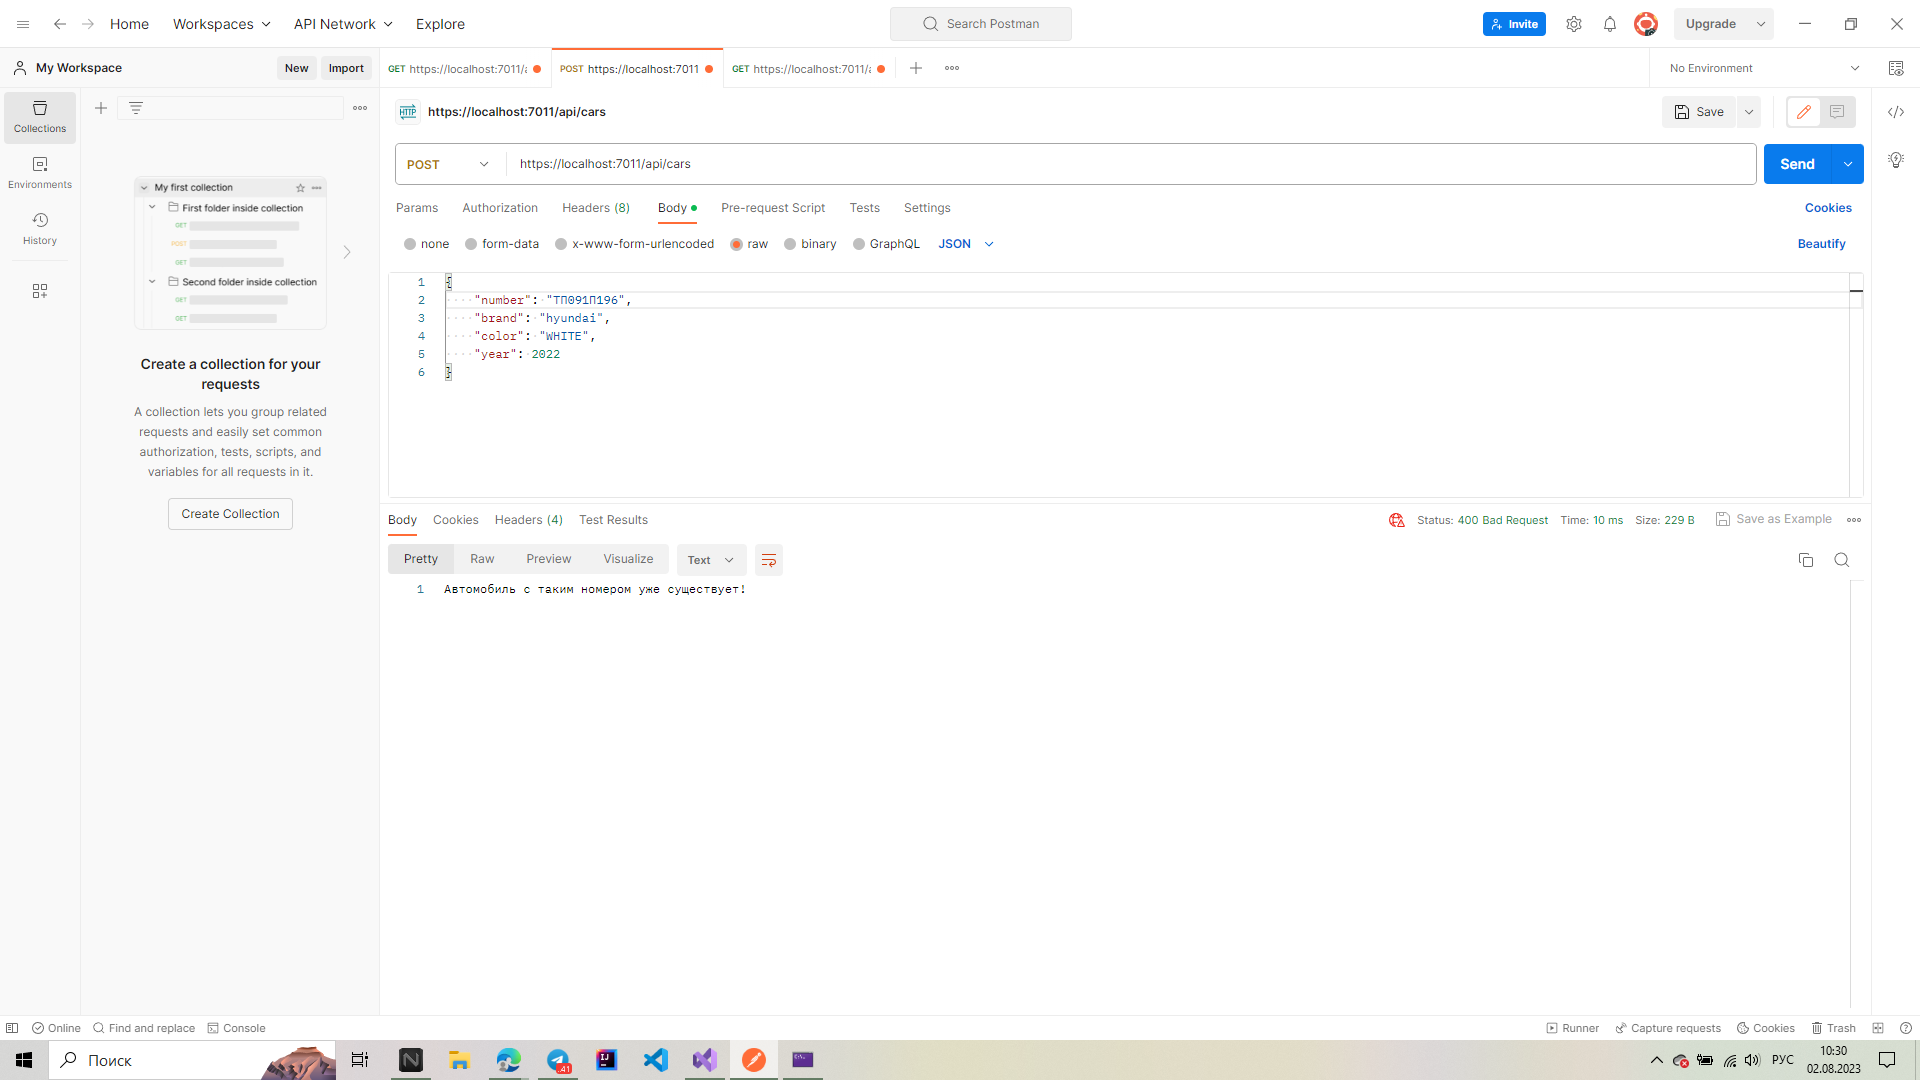 Home Workspaces API Network Explore Search Postman Invite Upgrade
My Workspace New Import GET https://localhost:7011/a POST https://localhost:7011 GET https://localhost:7011/a No Environment
Collections
Environments
History
My first collection
First folder inside collection
GET
POST
GET
Second folder inside collection
GET
GET
Create a collection for your
requests
A collection lets you group related
requests and easily set common
authorization, tests, scripts, and
variables for all requests in it.
Create Collection
HTTP https://localhost:7011/api/cars Save
POST https://localhost:7011/api/cars Send
Params Authorization Headers (8) Body Pre-request Script Tests Settings Cookies
none form-data x-www-form-urlencoded raw binary GraphQL JSON Beautify
1 {
2 "number": "ТП091П196",
3 "brand": "hyundai",
4 "color": "WHITE",
5 "year": 2022
6 }
Body Cookies Headers (4) Test Results Status: 400 Bad Request Time: 10 ms Size: 229 B Save as Example
Pretty Raw Preview Visualize Text
1 Автомобиль с таким номером уже существует!
Online Find and replace Console Runner Capture requests Cookies Trash
Поиск 41 РУС 10:30
02.08.2023